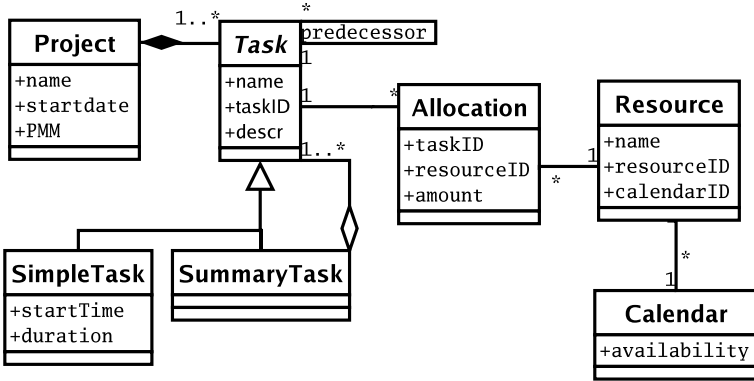 1..*
*
Project
Task
predecessor
1
+name
+startdate
+PMM
+name
+taskID
+descr
1
*
Allocation
+taskID
+resourceID
+amount
Resource
+name
+resourceID
+calendarID
1
*
1..*
SimpleTask
+startTime
+duration
SummaryTask
*
1
Calendar
+availability